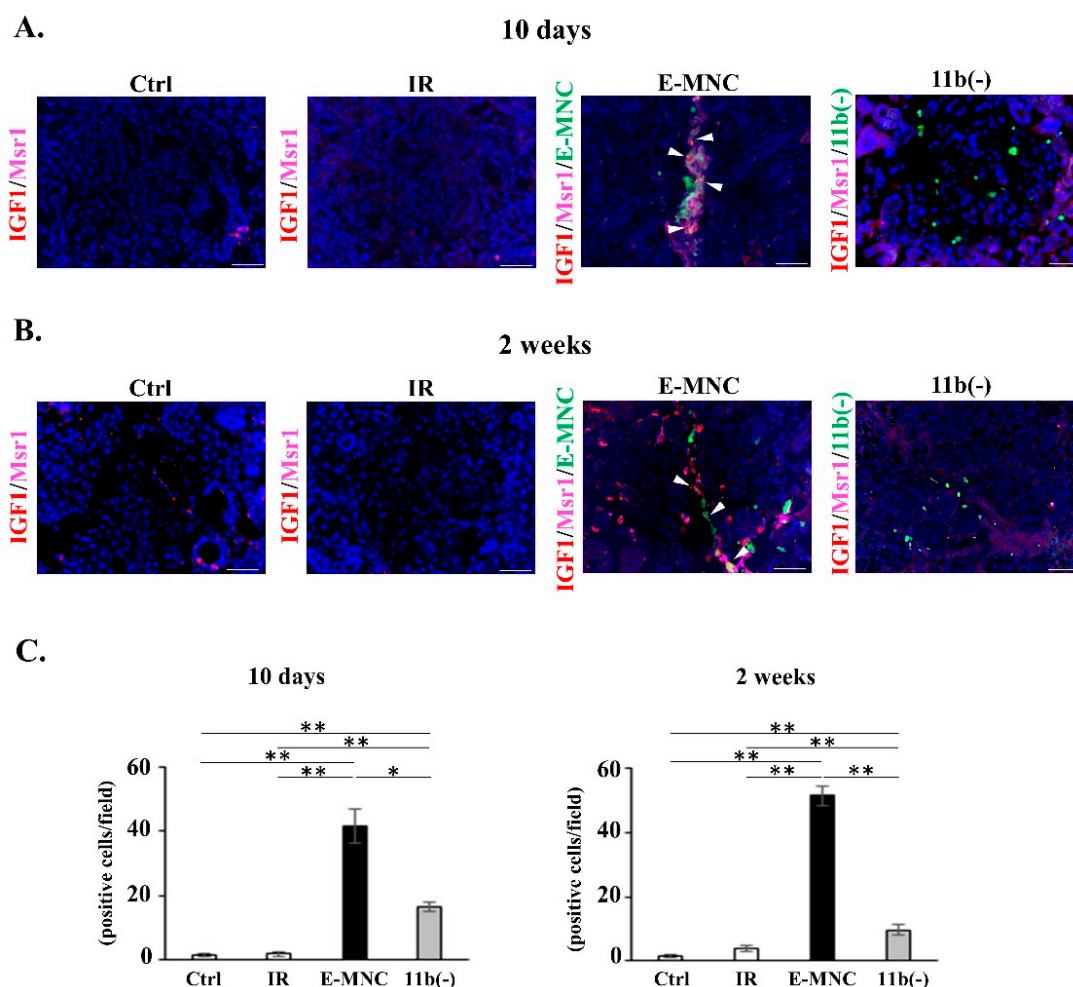 A.
10 days
Ctrl
IR
E-MNC
11b(-)
IGF1/Msr1
IGF1/Msr1
IGF1/Msr1/E-MNC
IGF1/Msr1/11b(-)
B.
2 weeks
Ctrl
IR
E-MNC
11b(-)
IGF1/Msr1
IGF1/Msr1
IGF1/Msr1/E-MNC
IGF1/Msr1/11b(-)
C.
10 days
2 weeks
**
**
**
**
*
**
**
**
**
**
(positive cells/field)
60
40
20
0
Ctrl IR E-MNC 11b(-)
(positive cells/field)
60
40
20
0
Ctrl IR E-MNC 11b(-)